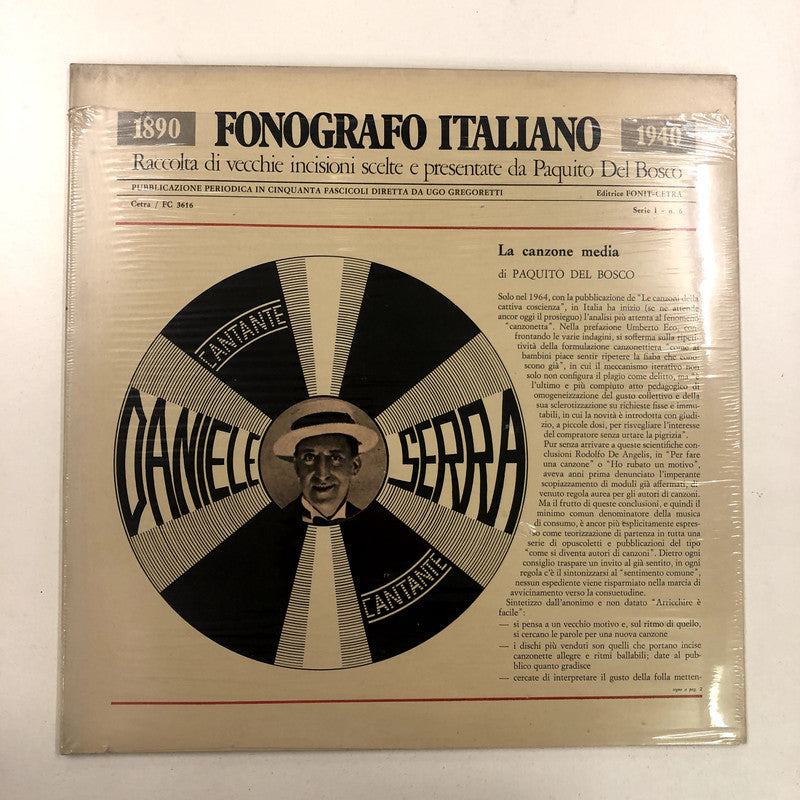 1890 FONOGRAFO ITALIANO 1940
Raccolta di vecchie incisioni scelte e presentate da Paquito Del Bosco
PUBBLICAZIONE PERIODICA IN CINQUANTA FASCICOLI DIRETTA DA UGO GREGORETTI Editrice FONIT-CETRA
Cetra / FC 3616 Serie I - n. 6
CANTANTE
DANIELE SERRA
CANTANTE
La canzone media
di PAQUITO DEL BOSCO
Solo nel 1964, con la pubblicazione de "Le canzoni della
cattiva coscienza", in Italia ha inizio (se ne attende
ancor oggi il prosieguo) l'analisi più attenta al fenomeno
"canzonetta". Nella prefazione Umberto Eco, con-
frontando le varie indagini, si sofferma sulla ripeti-
tività della formulazione canzonettiera "come ai
bambini piace sentir ripetere la fiaba che cono-
scono già", in cui il meccanismo iterativo non
solo non configura il plagio come delitto, ma "è
l'ultimo e più compiuto atto pedagogico di
omogeneizzazione del gusto collettivo e della
sua sclerotizzazione su richieste fisse e immu-
tabili, in cui la novità è introdotta con giudi-
zio, a piccole dosi, per risvegliare l'interesse
del compratore senza urtare la pigrizia".
Pur senza arrivare a queste scientifiche con-
clusioni Rodolfo De Angelis, in "Per fare
una canzone" o "Ho rubato un motivo",
aveva anni prima denunciato l'imperante
scopiazzamento di moduli già affermati, di-
venuto regola aurea per gli autori di canzoni.
Ma il frutto di queste conclusioni, e quindi il
minimo comun denominatore della musica
di consumo, è ancor più esplicitamente espres-
so come teorizzazione di partenza in tutta una
serie di opuscoletti e pubblicazioni del tipo
"come si diventa autori di canzoni". Dietro ogni
consiglio traspare un invito al già sentito, in ogni
regola c'è il sintonizzarsi al "sentimento comune",
nessun espediente viene risparmiato nella marcia di
avvicinamento verso la consuetudine.
Sintetizzo dall'anonimo e non datato "Arricchire è
facile":
— si pensa a un vecchio motivo e, sul ritmo di quello,
si cercano le parole per una nuova canzone
— i dischi più venduti son quelli che portano incise
canzonette allegre e ritmi ballabili; date al pub-
blico quanto gradisce
— cercate di interpretare il gusto della folla metten-